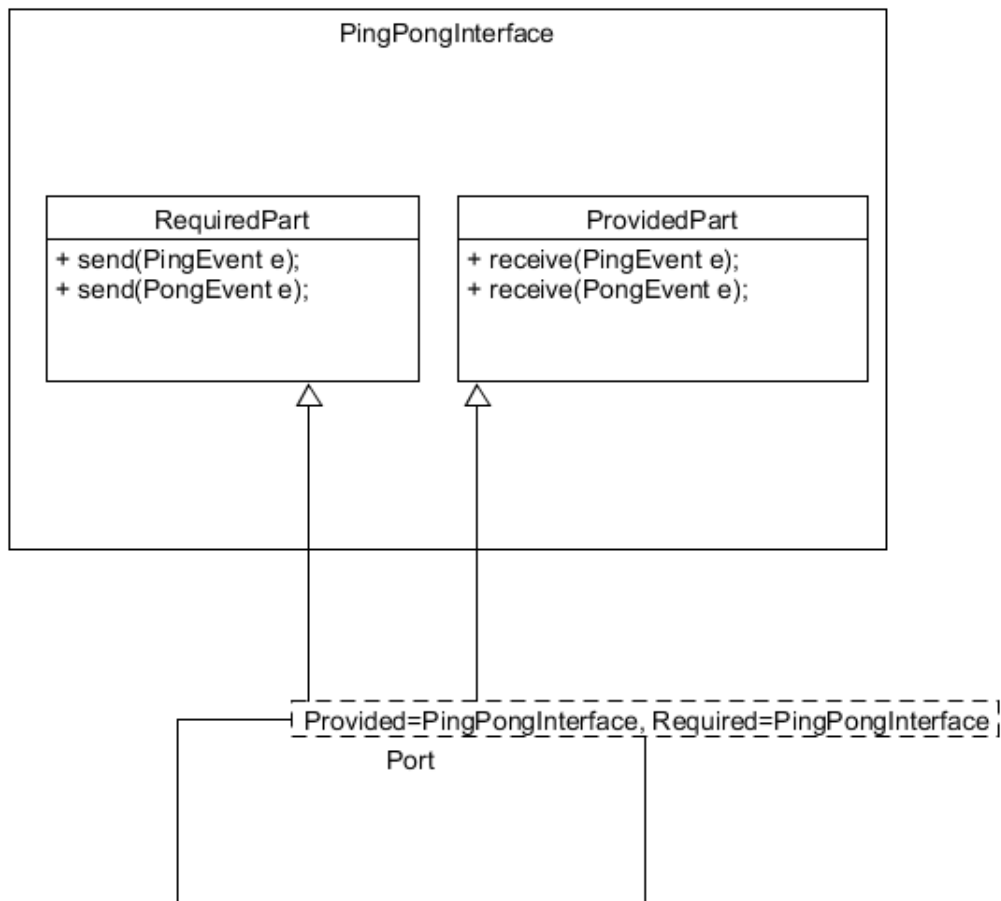 PingPongInterface
RequiredPart
+ send(PingEvent e);
+ send(PongEvent e);
ProvidedPart
+ receive(PingEvent e);
+ receive(PongEvent e);
Provided=PingPongInterface, Required=PingPongInterface
Port